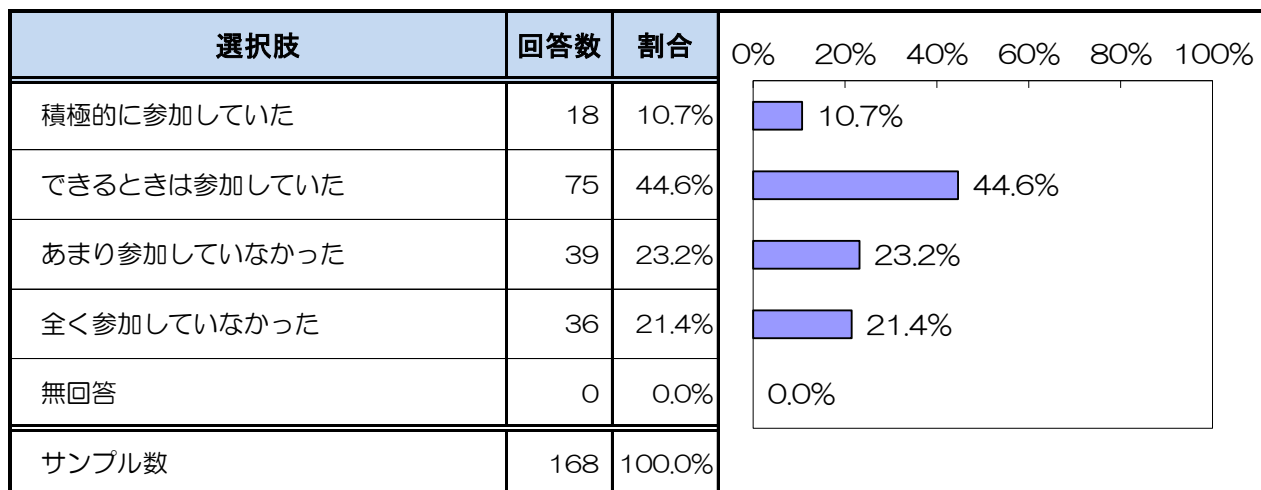 選択肢 回答数 割合
0% 20% 40% 60% 80% 100%
積極的に参加していた 18 10.7% 10.7%
できるときは参加していた 75 44.6% 44.6%
あまり参加していなかった 39 23.2% 23.2%
全く参加していなかった 36 21.4% 21.4%
無回答 0 0.0% 0.0%
サンプル数 168 100.0%